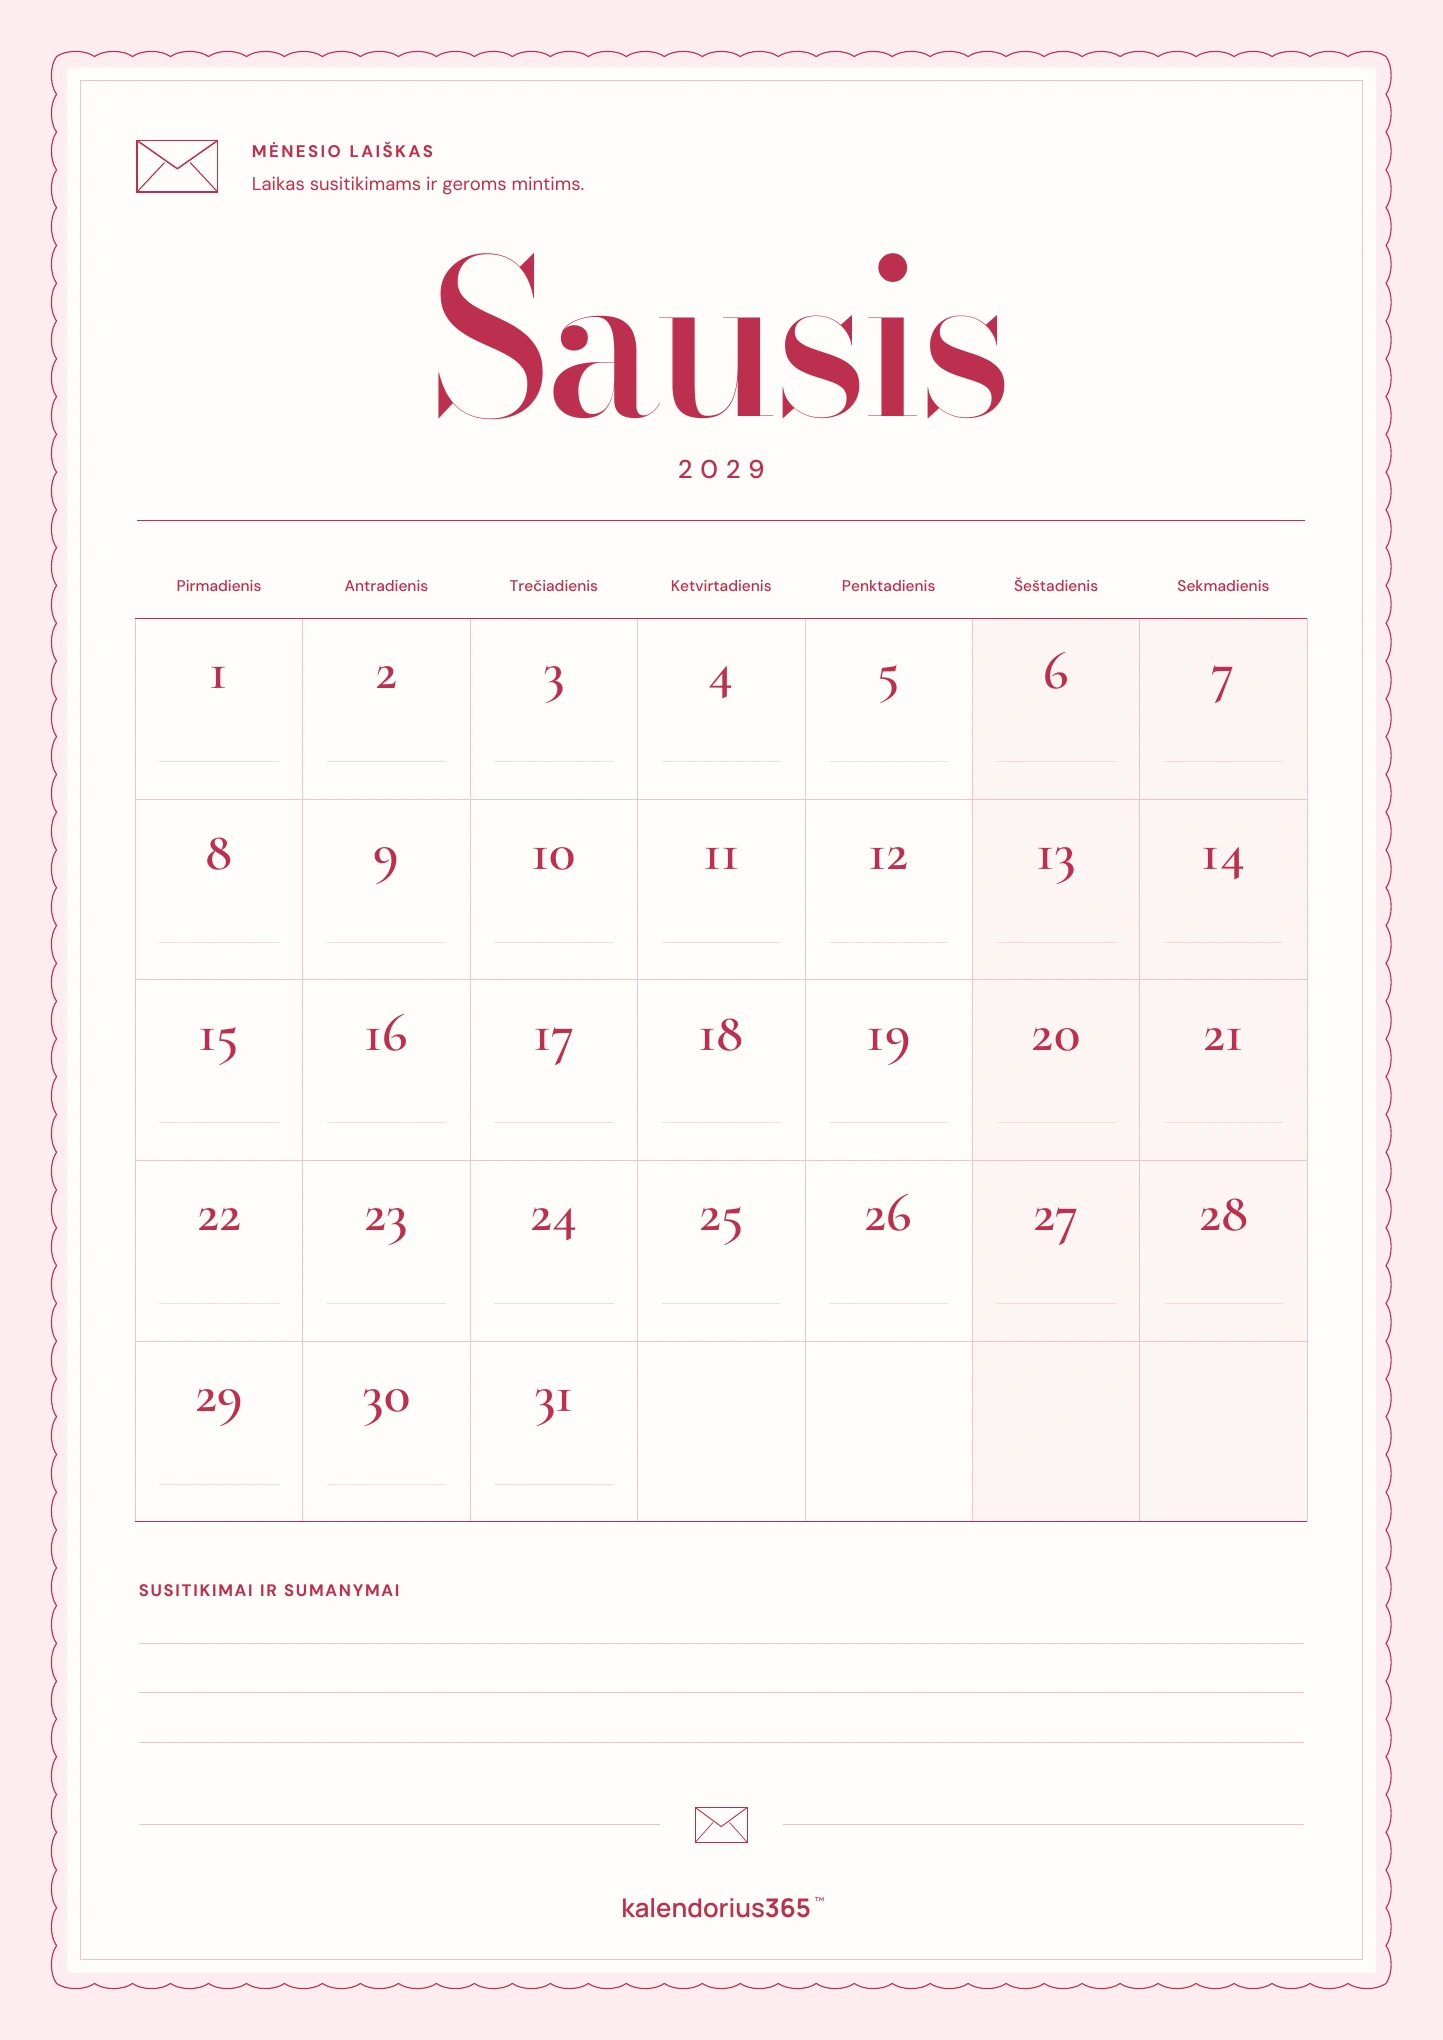 MĖNESIO LAIŠKAS
Laikas susitikimams ir geroms mintims.
Sausis
2029
Pirmadienis Antradienis Trečiadienis Ketvirtadienis Penktadienis Šeštadienis Sekmadienis
1 2 3 4 5 6 7
8 9 10 11 12 13 14
15 16 17 18 19 20 21
22 23 24 25 26 27 28
29 30 31
SUSITIKIMAI IR SUMANYMAI
kalendorius365™